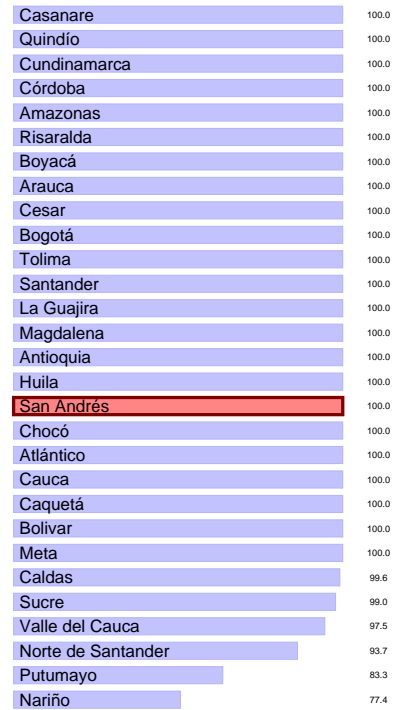 Casanare 100.0
Quindío 100.0
Cundinamarca 100.0
Córdoba 100.0
Amazonas 100.0
Risaralda 100.0
Boyacá 100.0
Arauca 100.0
Cesar 100.0
Bogotá 100.0
Tolima 100.0
Santander 100.0
La Guajira 100.0
Magdalena 100.0
Antioquia 100.0
Huila 100.0
San Andrés 100.0
Chocó 100.0
Atlántico 100.0
Cauca 100.0
Caquetá 100.0
Bolivar 100.0
Meta 100.0
Caldas 99.6
Sucre 99.0
Valle del Cauca 97.5
Norte de Santander 93.7
Putumayo 83.3
Nariño 77.4